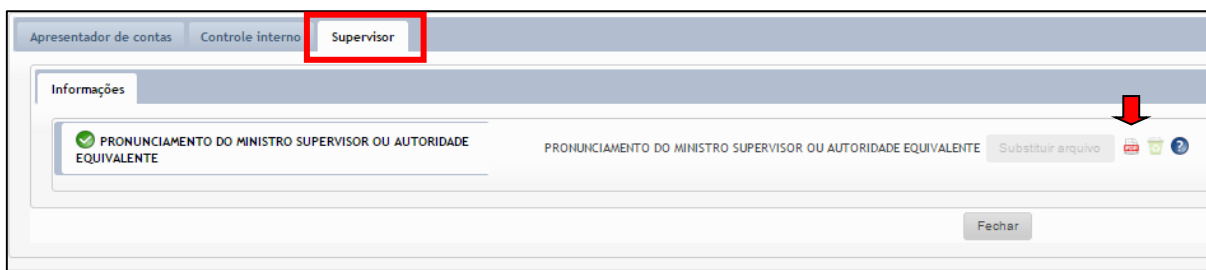 Apresentador de contas Controle interno Supervisor
Informações
PRONUNCIAMENTO DO MINISTRO SUPERVISOR OU AUTORIDADE
EQUIVALENTE
PRONUNCIAMENTO DO MINISTRO SUPERVISOR OU AUTORIDADE EQUIVALENTE Substituir arquivo PDF ?
Fechar